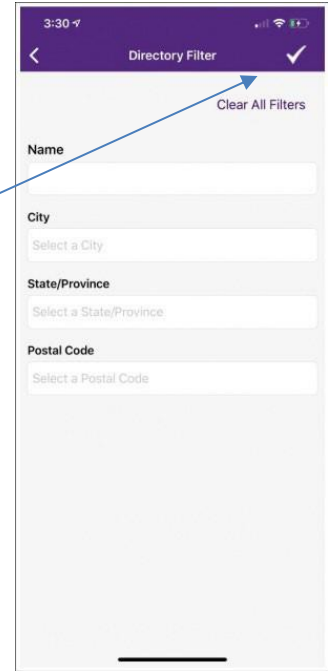 3:30
Directory Filter
Clear All Filters
Name
City
Select a City
State/Province
Select a State/Province
Postal Code
Select a Postal Code